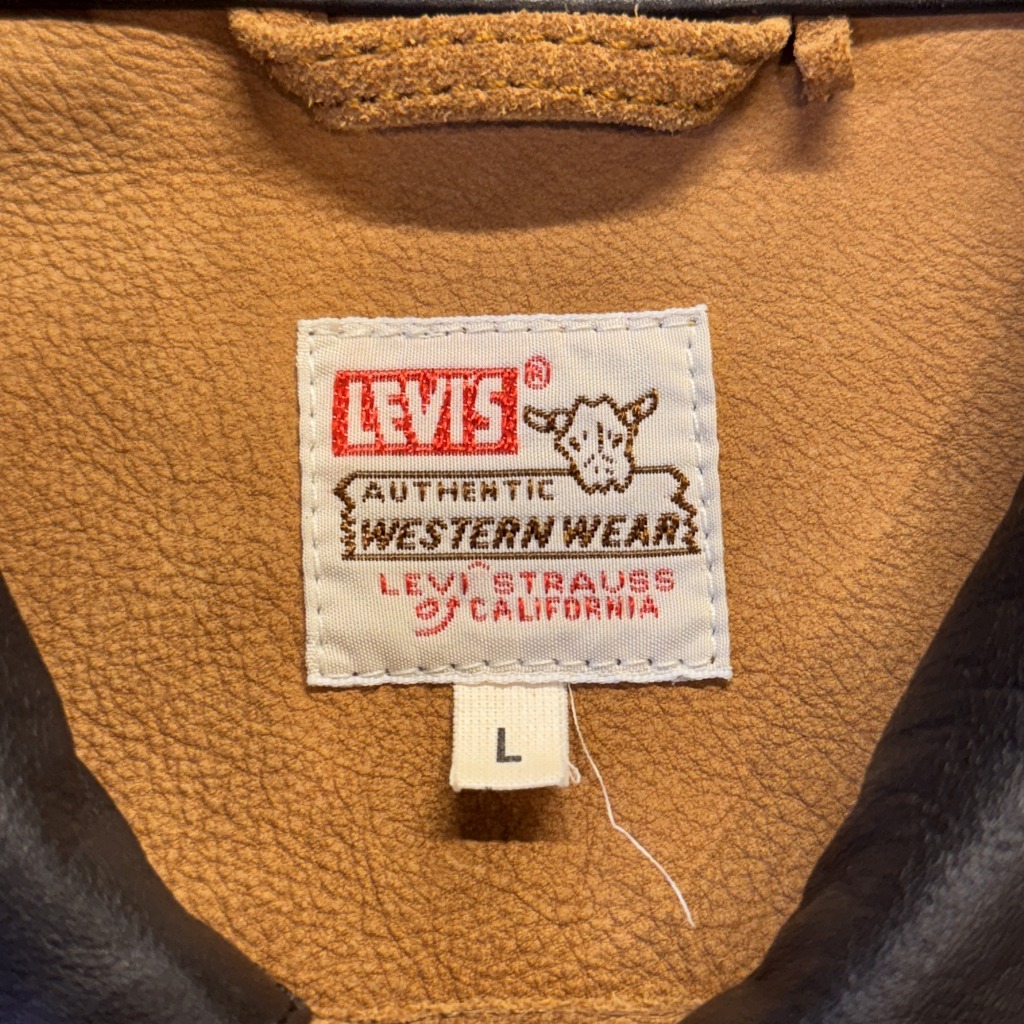 LEVI'S®
AUTHENTIC
WESTERN WEAR
LEVI STRAUSS
of CALIFORNIA
L